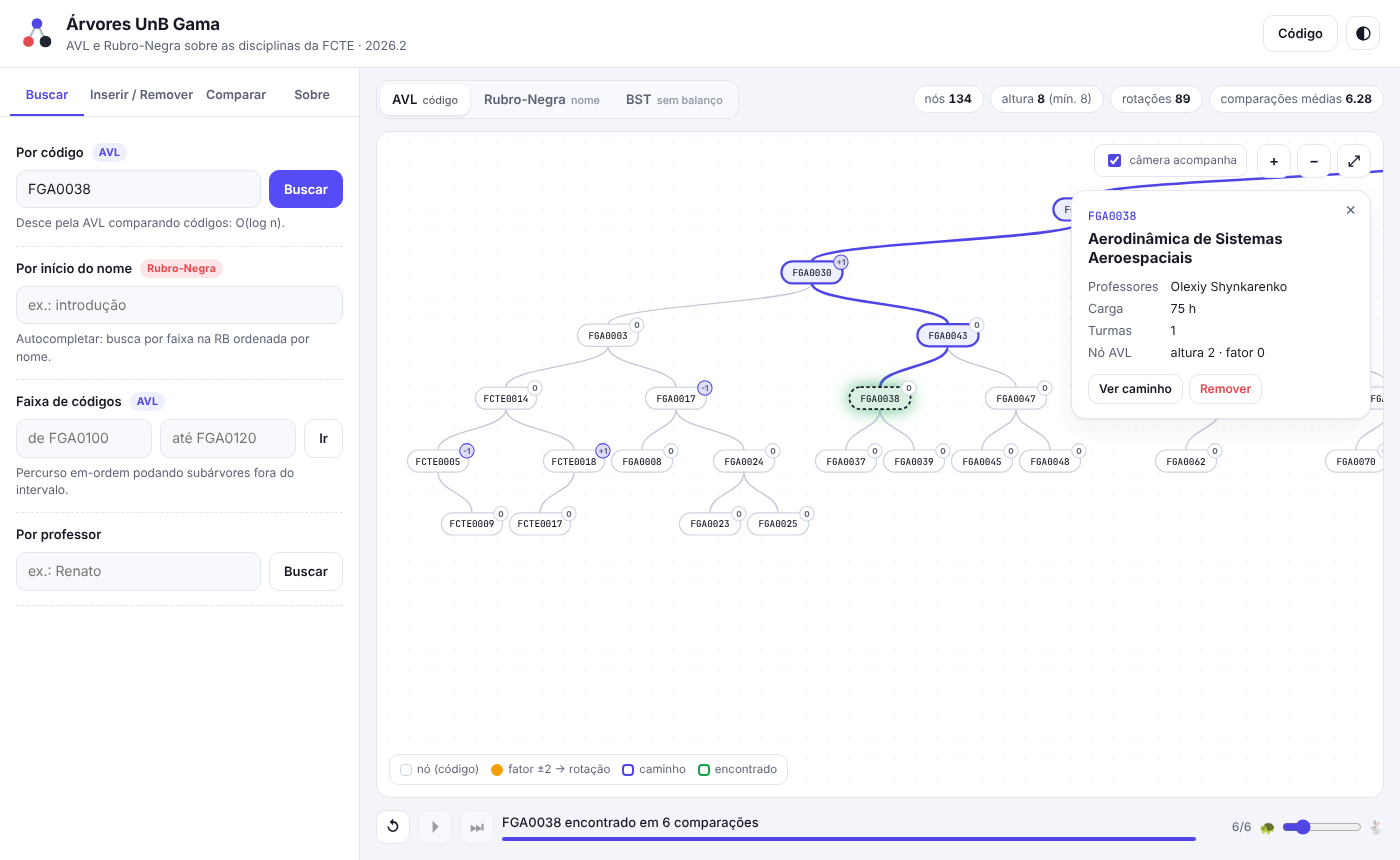 Árvores UnB Gama
AVL e Rubro-Negra sobre as disciplinas da FCTE · 2026.2
Código
Buscar
Inserir / Remover
Comparar
Sobre
Por código AVL
FGA0038
Buscar
Desce pela AVL comparando códigos: O(log n).
Por início do nome Rubro-Negra
ex.: introdução
Autocompletar: busca por faixa na RB ordenada por
nome.
Faixa de códigos AVL
de FGA0100
até FGA0120
Ir
Percurso em-ordem podando subárvores fora do
intervalo.
Por professor
ex.: Renato
Buscar
AVL código
Rubro-Negra nome
BST sem balanço
nós 134
altura 8 (mín. 8)
rotações 89
comparações médias 6.28
câmera acompanha
+
−
FGA0038
×
Aerodinâmica de Sistemas
Aeroespaciais
Professores Olexiy Shynkarenko
Carga 75 h
Turmas 1
Nó AVL altura 2 · fator 0
Ver caminho
Remover
FGA0030 +1
FGA0003 0
FGA0043 0
FCTE0014 0
FGA0017 -1
FGA0038 0
FGA0047 0
FCTE0005 -1
FCTE0018 +1
FGA0008 0
FGA0024 0
FGA0037 0
FGA0039 0
FGA0045 0
FGA0048 0
FGA0062 0
FGA0070
FCTE0009 0
FCTE0017 0
FGA0023 0
FGA0025 0
nó (código)
fator ±2 → rotação
caminho
encontrado
FGA0038 encontrado em 6 comparações
6/6